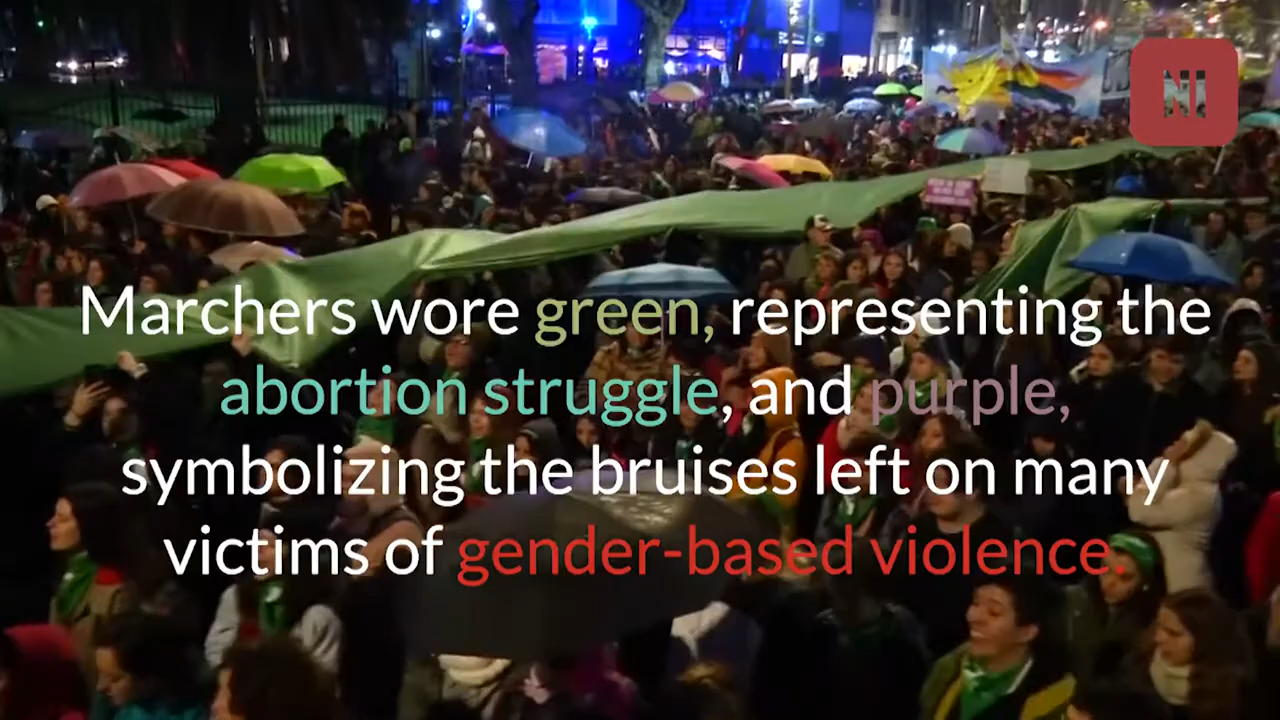 NI
Marchers wore green, representing the
abortion struggle, and purple,
symbolizing the bruises left on many
victims of gender-based violence.